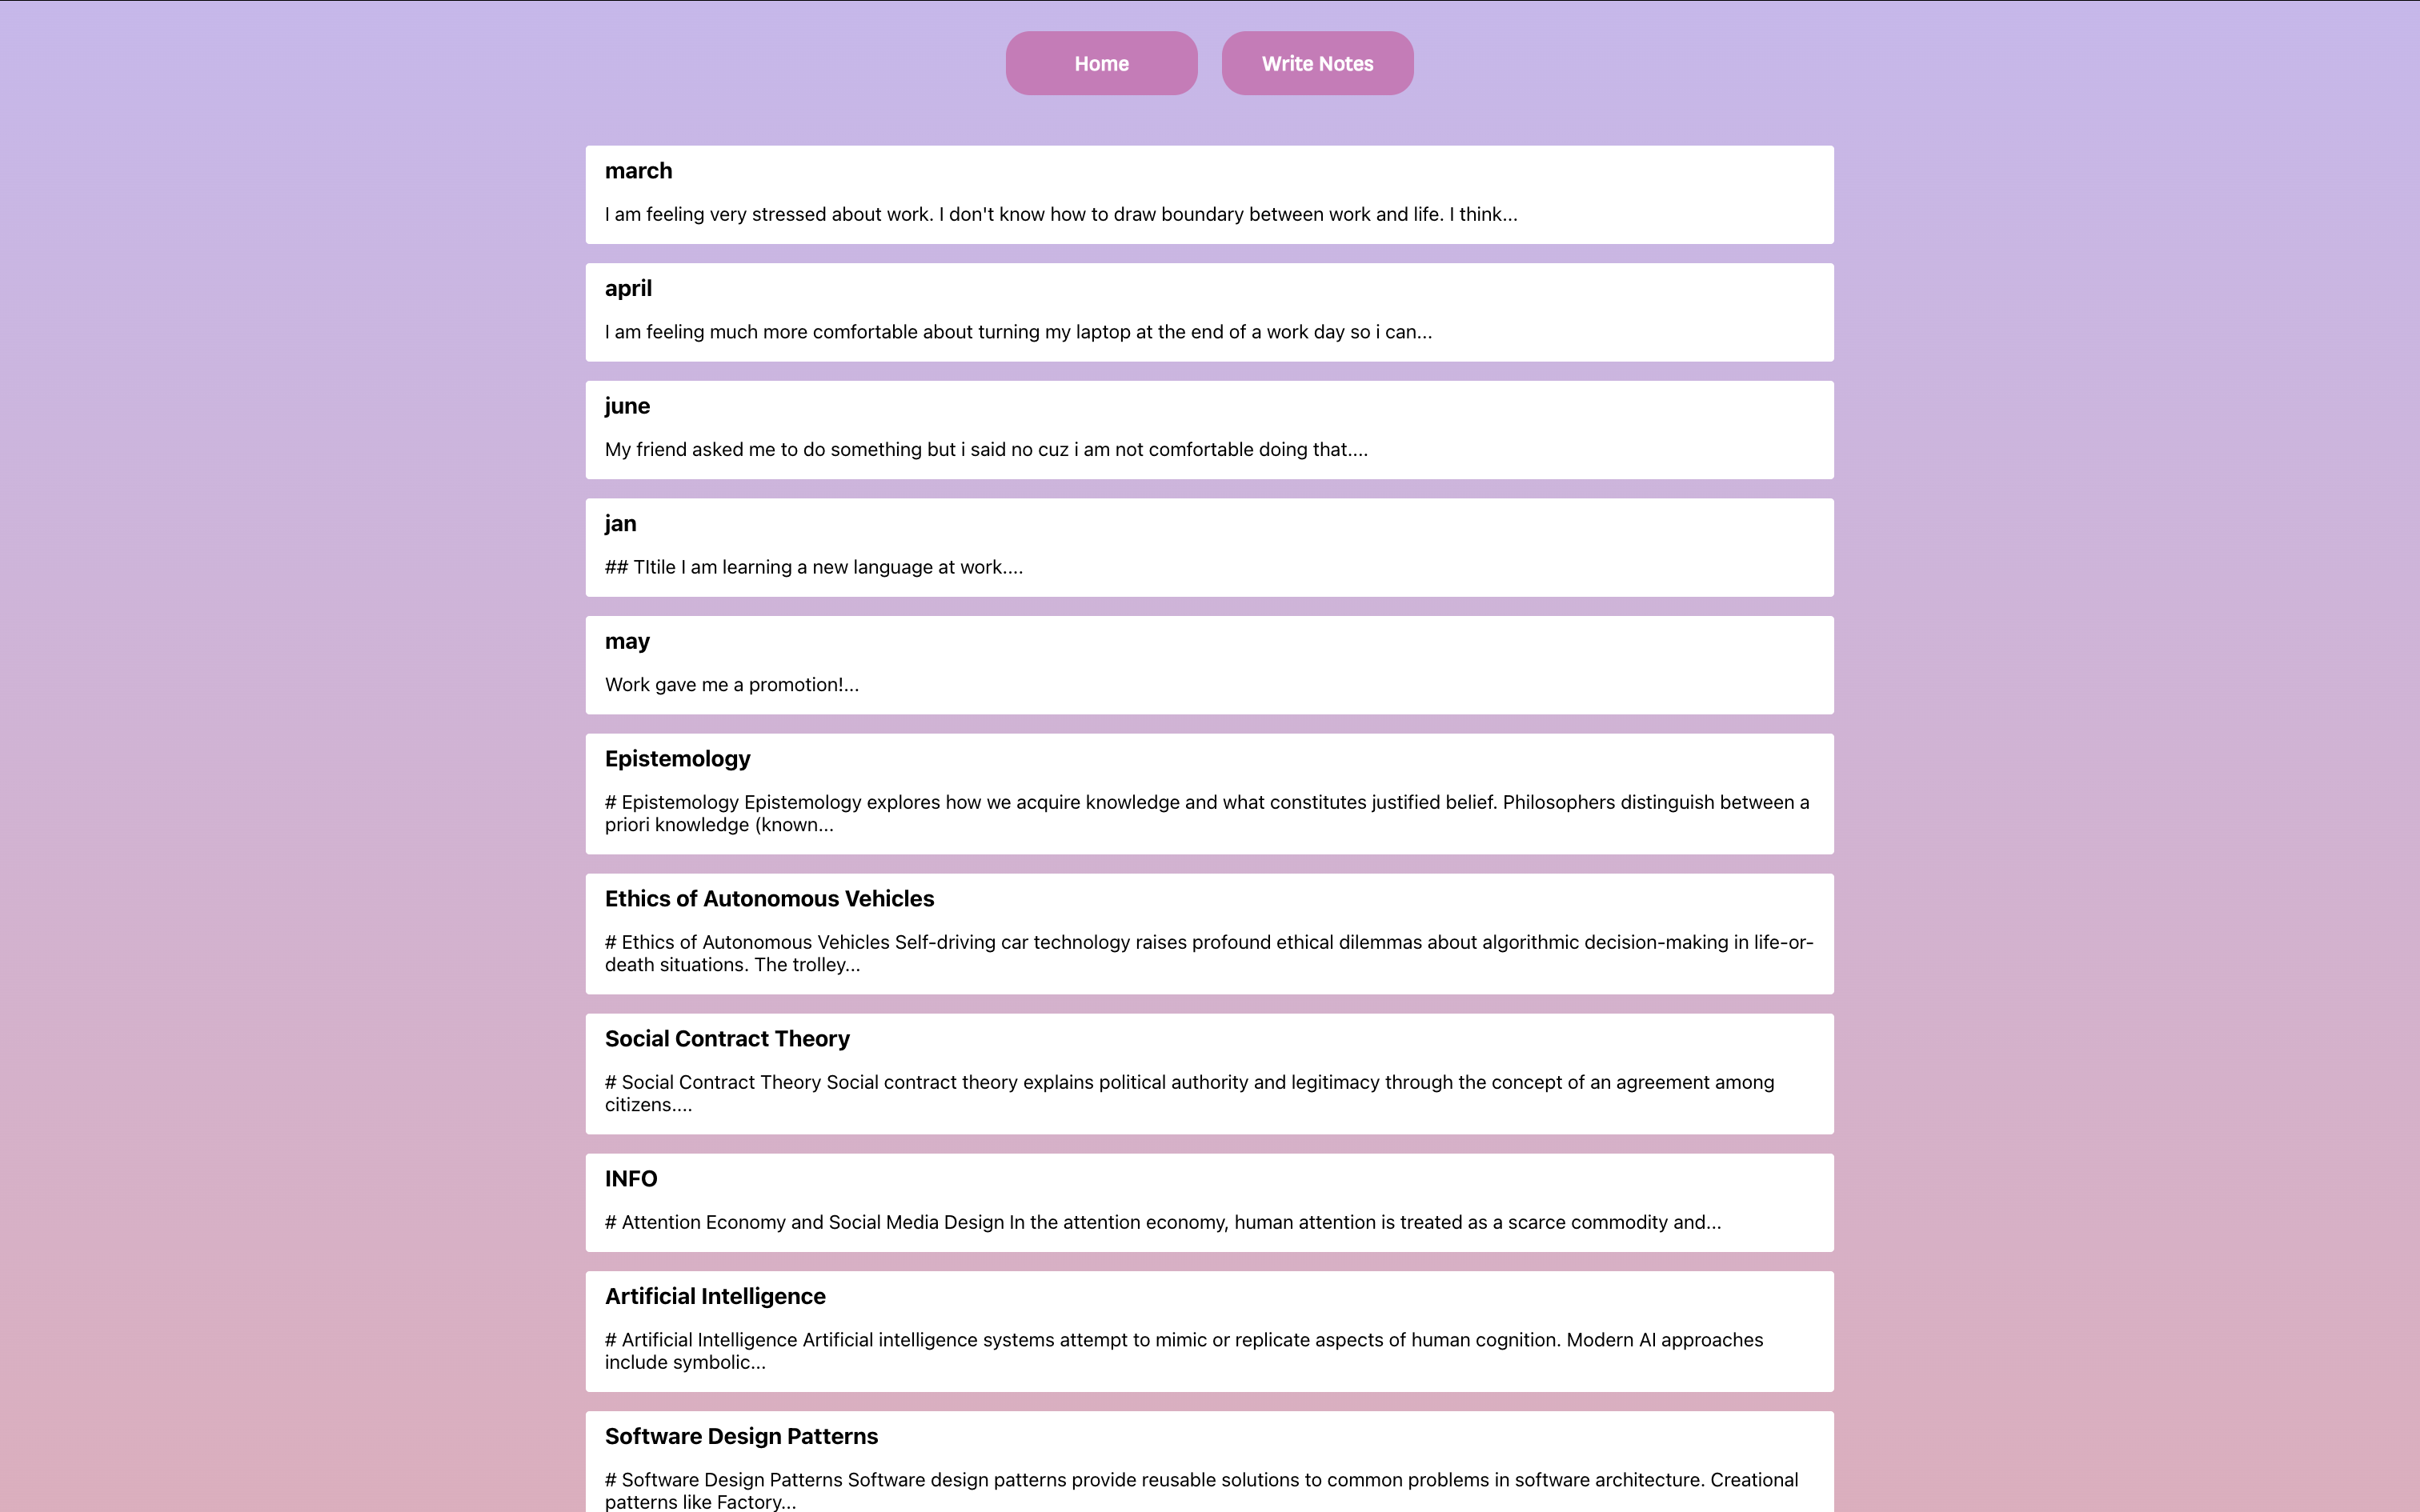 Home
Write Notes
march
I am feeling very stressed about work. I don't know how to draw boundary between work and life. I think...
april
I am feeling much more comfortable about turning my laptop at the end of a work day so i can...
june
My friend asked me to do something but i said no cuz i am not comfortable doing that....
jan
## TItile I am learning a new language at work....
may
Work gave me a promotion!...
Epistemology
# Epistemology Epistemology explores how we acquire knowledge and what constitutes justified belief. Philosophers distinguish between a
priori knowledge (known...
Ethics of Autonomous Vehicles
# Ethics of Autonomous Vehicles Self-driving car technology raises profound ethical dilemmas about algorithmic decision-making in life-or-
death situations. The trolley...
Social Contract Theory
# Social Contract Theory Social contract theory explains political authority and legitimacy through the concept of an agreement among
citizens....
INFO
# Attention Economy and Social Media Design In the attention economy, human attention is treated as a scarce commodity and...
Artificial Intelligence
# Artificial Intelligence Artificial intelligence systems attempt to mimic or replicate aspects of human cognition. Modern AI approaches
include symbolic...
Software Design Patterns
# Software Design Patterns Software design patterns provide reusable solutions to common problems in software architecture. Creational
patterns like Factory...